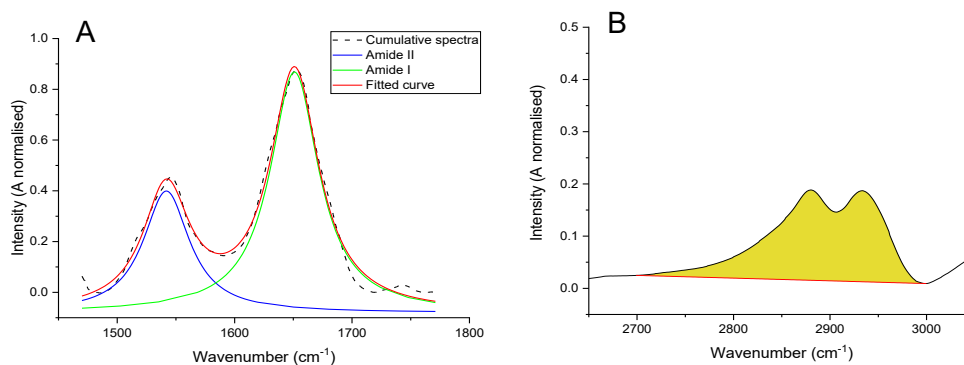 A
Cumulative spectra
Amide II
Amide I
Fitted curve
Intensity (A normalised)
1.0
0.8
0.6
0.4
0.2
0.0
1500 1600 1700 1800
Wavenumber (cm⁻¹)
B
Intensity (A normalised)
0.5
0.4
0.3
0.2
0.1
0.0
2700 2800 2900 3000
Wavenumber (cm⁻¹)